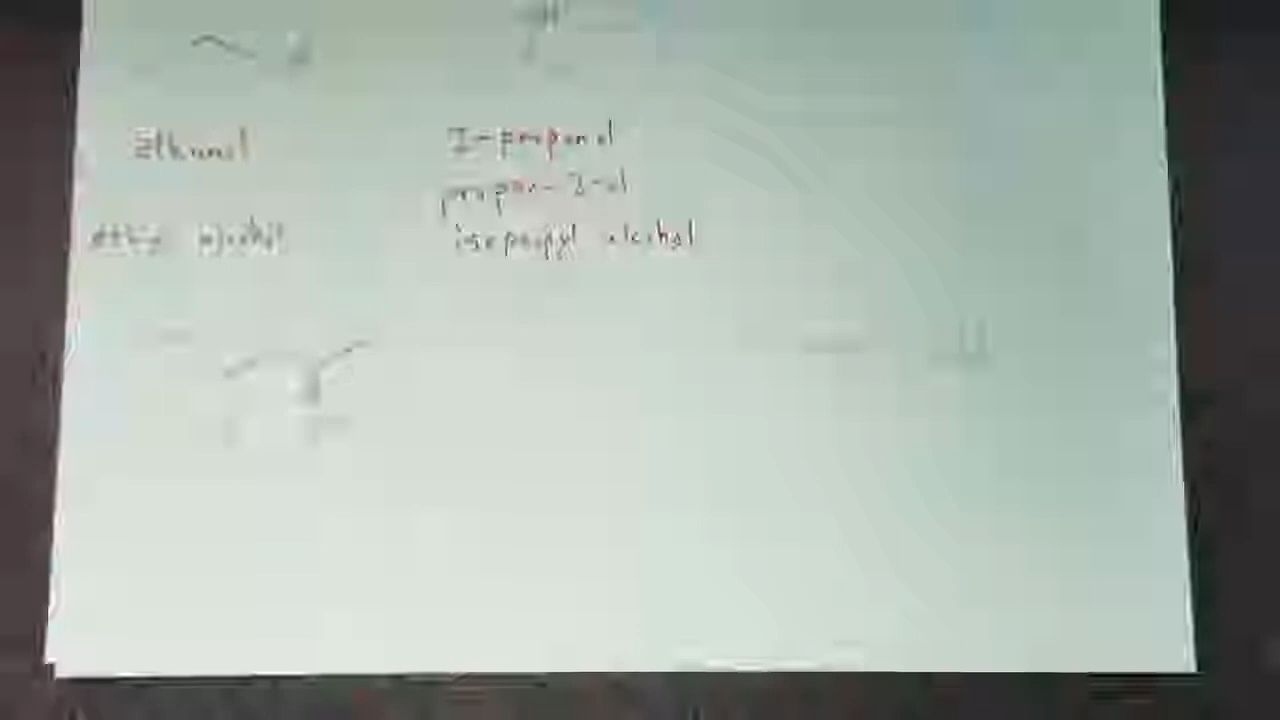 Ethanol
2-propanol
propan-2-ol
ethyl alcohol
isopropyl alcohol